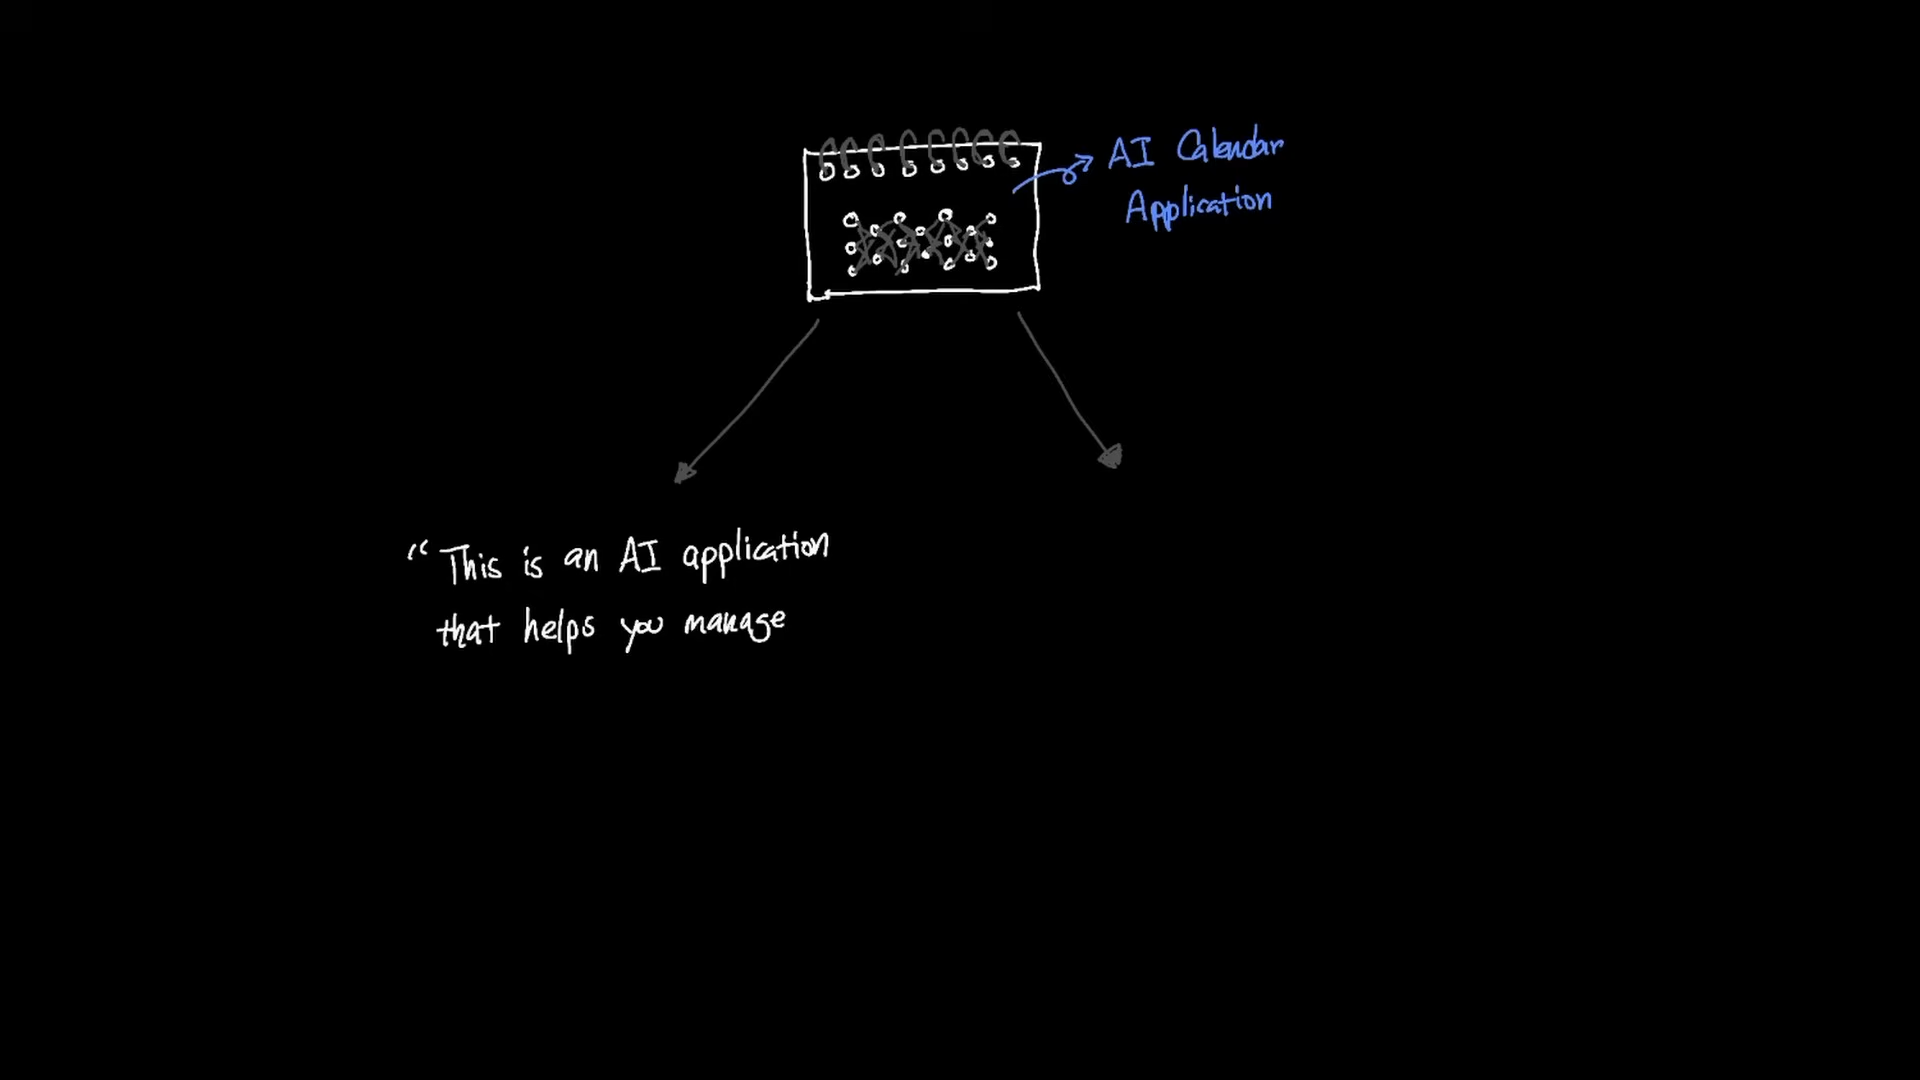 AI Calendar
Application
“This is an AI application
that helps you manage